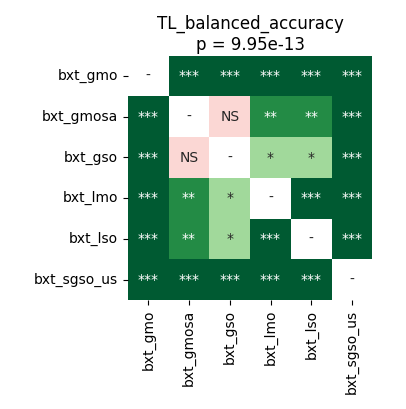 TL_balanced_accuracy
p = 9.95e-13
bxt_gmo - *** *** *** *** ***
bxt_gmosa *** - NS ** ** ***
bxt_gso *** NS - * * ***
bxt_lmo *** ** * - *** ***
bxt_lso *** ** * *** - ***
bxt_sgso_us *** *** *** *** *** -
bxt_gmo
bxt_gmosa
bxt_gso
bxt_lmo
bxt_lso
bxt_sgso_us